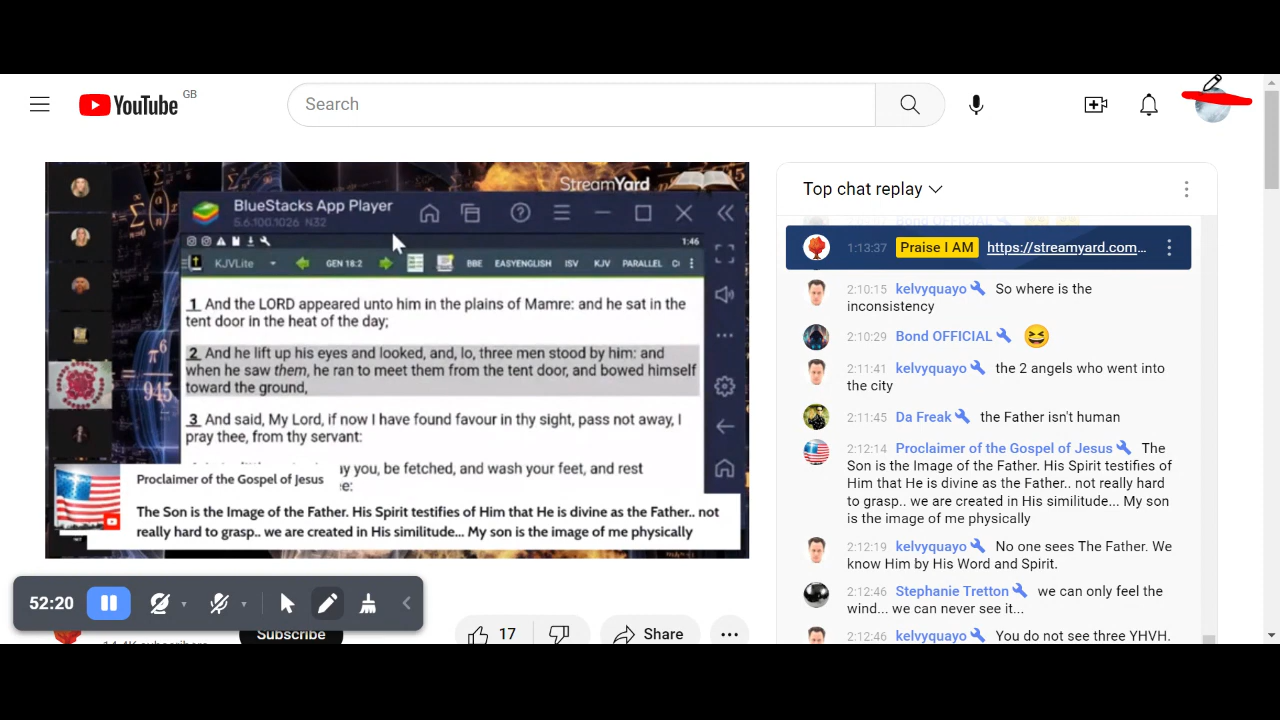 YouTube GB
Search
StreamYard
BlueStacks App Player
5.6.100.1026 N32
1:46
KJVLite GEN 18:2 BBE EASYENGLISH ISV KJV PARALLEL
1 And the LORD appeared unto him in the plains of Mamre: and he sat in the
tent door in the heat of the day;
2 And he lift up his eyes and looked, and, lo, three men stood by him: and
when he saw them, he ran to meet them from the tent door, and bowed himself
toward the ground,
3 And said, My Lord, if now I have found favour in thy sight, pass not away, I
pray thee, from thy servant:
you, be fetched, and wash your feet, and rest
Proclaimer of the Gospel of Jesus
The Son is the Image of the Father. His Spirit testifies of Him that He is divine as the Father.. not
really hard to grasp.. we are created in His similitude... My son is the image of me physically
52:20
Subscribe
17
Share
Top chat replay
Bond OFFICIAL
1:13:37 Praise I AM https://streamyard.com...
2:10:15 kelvyquayo So where is the
inconsistency
2:10:29 Bond OFFICIAL
2:11:41 kelvyquayo the 2 angels who went into
the city
2:11:45 Da Freak the Father isn't human
2:12:14 Proclaimer of the Gospel of Jesus The
Son is the Image of the Father. His Spirit testifies of
Him that He is divine as the Father.. not really hard
to grasp.. we are created in His similitude... My son
is the image of me physically
2:12:19 kelvyquayo No one sees The Father. We
know Him by His Word and Spirit.
2:12:46 Stephanie Tretton we can only feel the
wind... we can never see it...
2:12:46 kelvyquayo You do not see three YHVH.